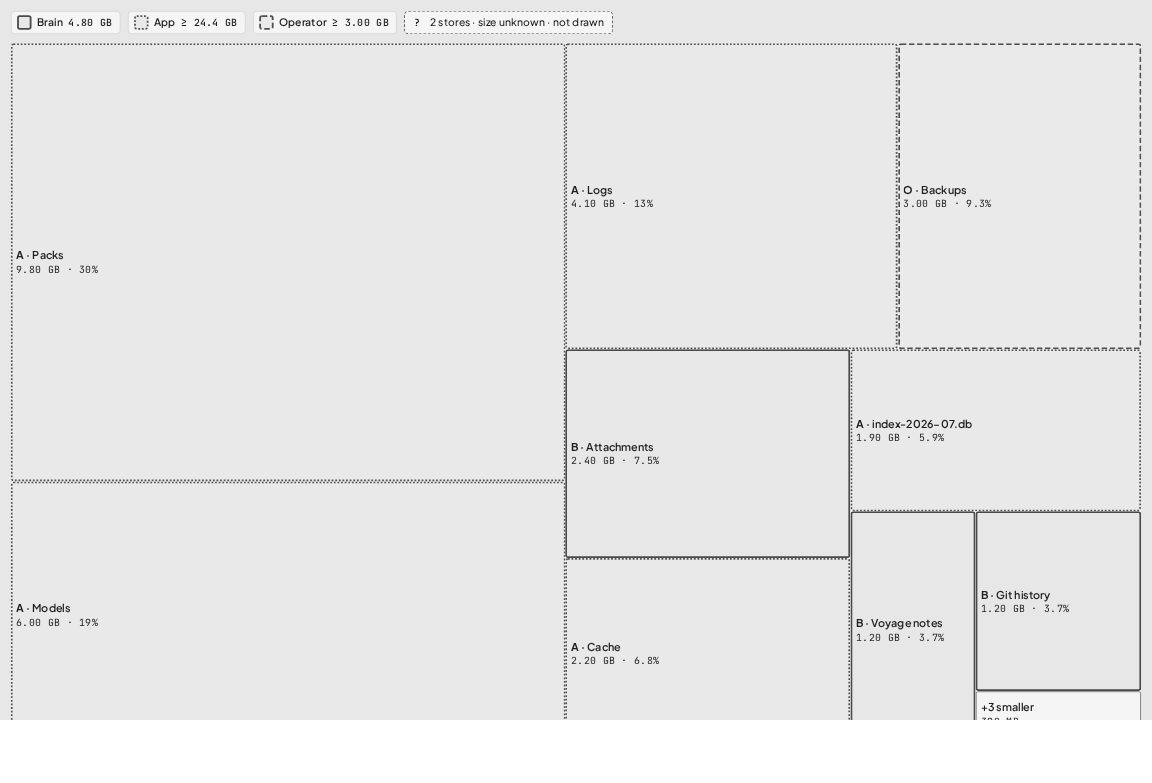 Brain 4.80 GB
App ≥ 24.4 GB
Operator ≥ 3.00 GB
? 2 stores · size unknown · not drawn
A · Packs
9.80 GB · 30%
A · Logs
4.10 GB · 13%
O · Backups
3.00 GB · 9.3%
B · Attachments
2.40 GB · 7.5%
A · index-2026-07.db
1.90 GB · 5.9%
A · Models
6.00 GB · 19%
A · Cache
2.20 GB · 6.8%
B · Voyage notes
1.20 GB · 3.7%
B · Git history
1.20 GB · 3.7%
+3 smaller